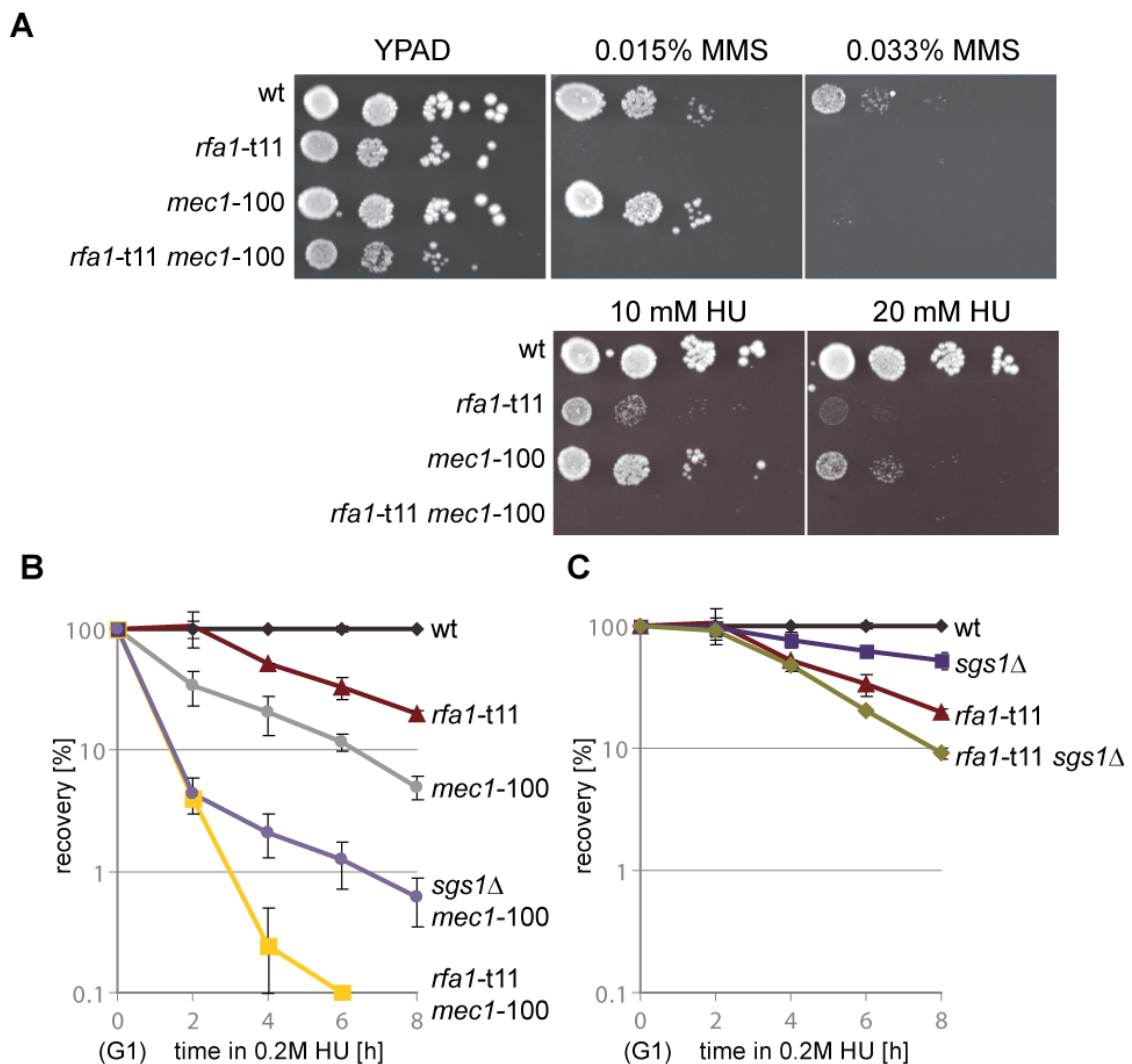 A
YPAD 0.015% MMS 0.033% MMS
wt
rfa1-t11
mec1-100
rfa1-t11 mec1-100
10 mM HU 20 mM HU
wt
rfa1-t11
mec1-100
rfa1-t11 mec1-100
B
recovery [%]
100
10
1
0.1
wt
rfa1-t11
mec1-100
sgs1Δ
mec1-100
rfa1-t11
mec1-100
0 2 4 6 8
(G1) time in 0.2M HU [h]
C
recovery [%]
100
10
1
0.1
wt
sgs1Δ
rfa1-t11
rfa1-t11 sgs1Δ
0 2 4 6 8
(G1) time in 0.2M HU [h]